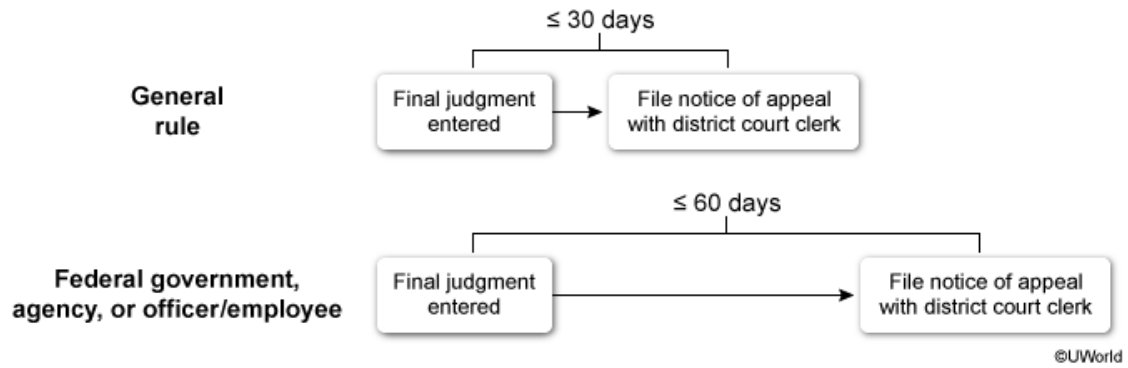 ≤ 30 days
General
rule
Final judgment
entered
File notice of appeal
with district court clerk
≤ 60 days
Federal government,
agency, or officer/employee
Final judgment
entered
File notice of appeal
with district court clerk
©UWorld